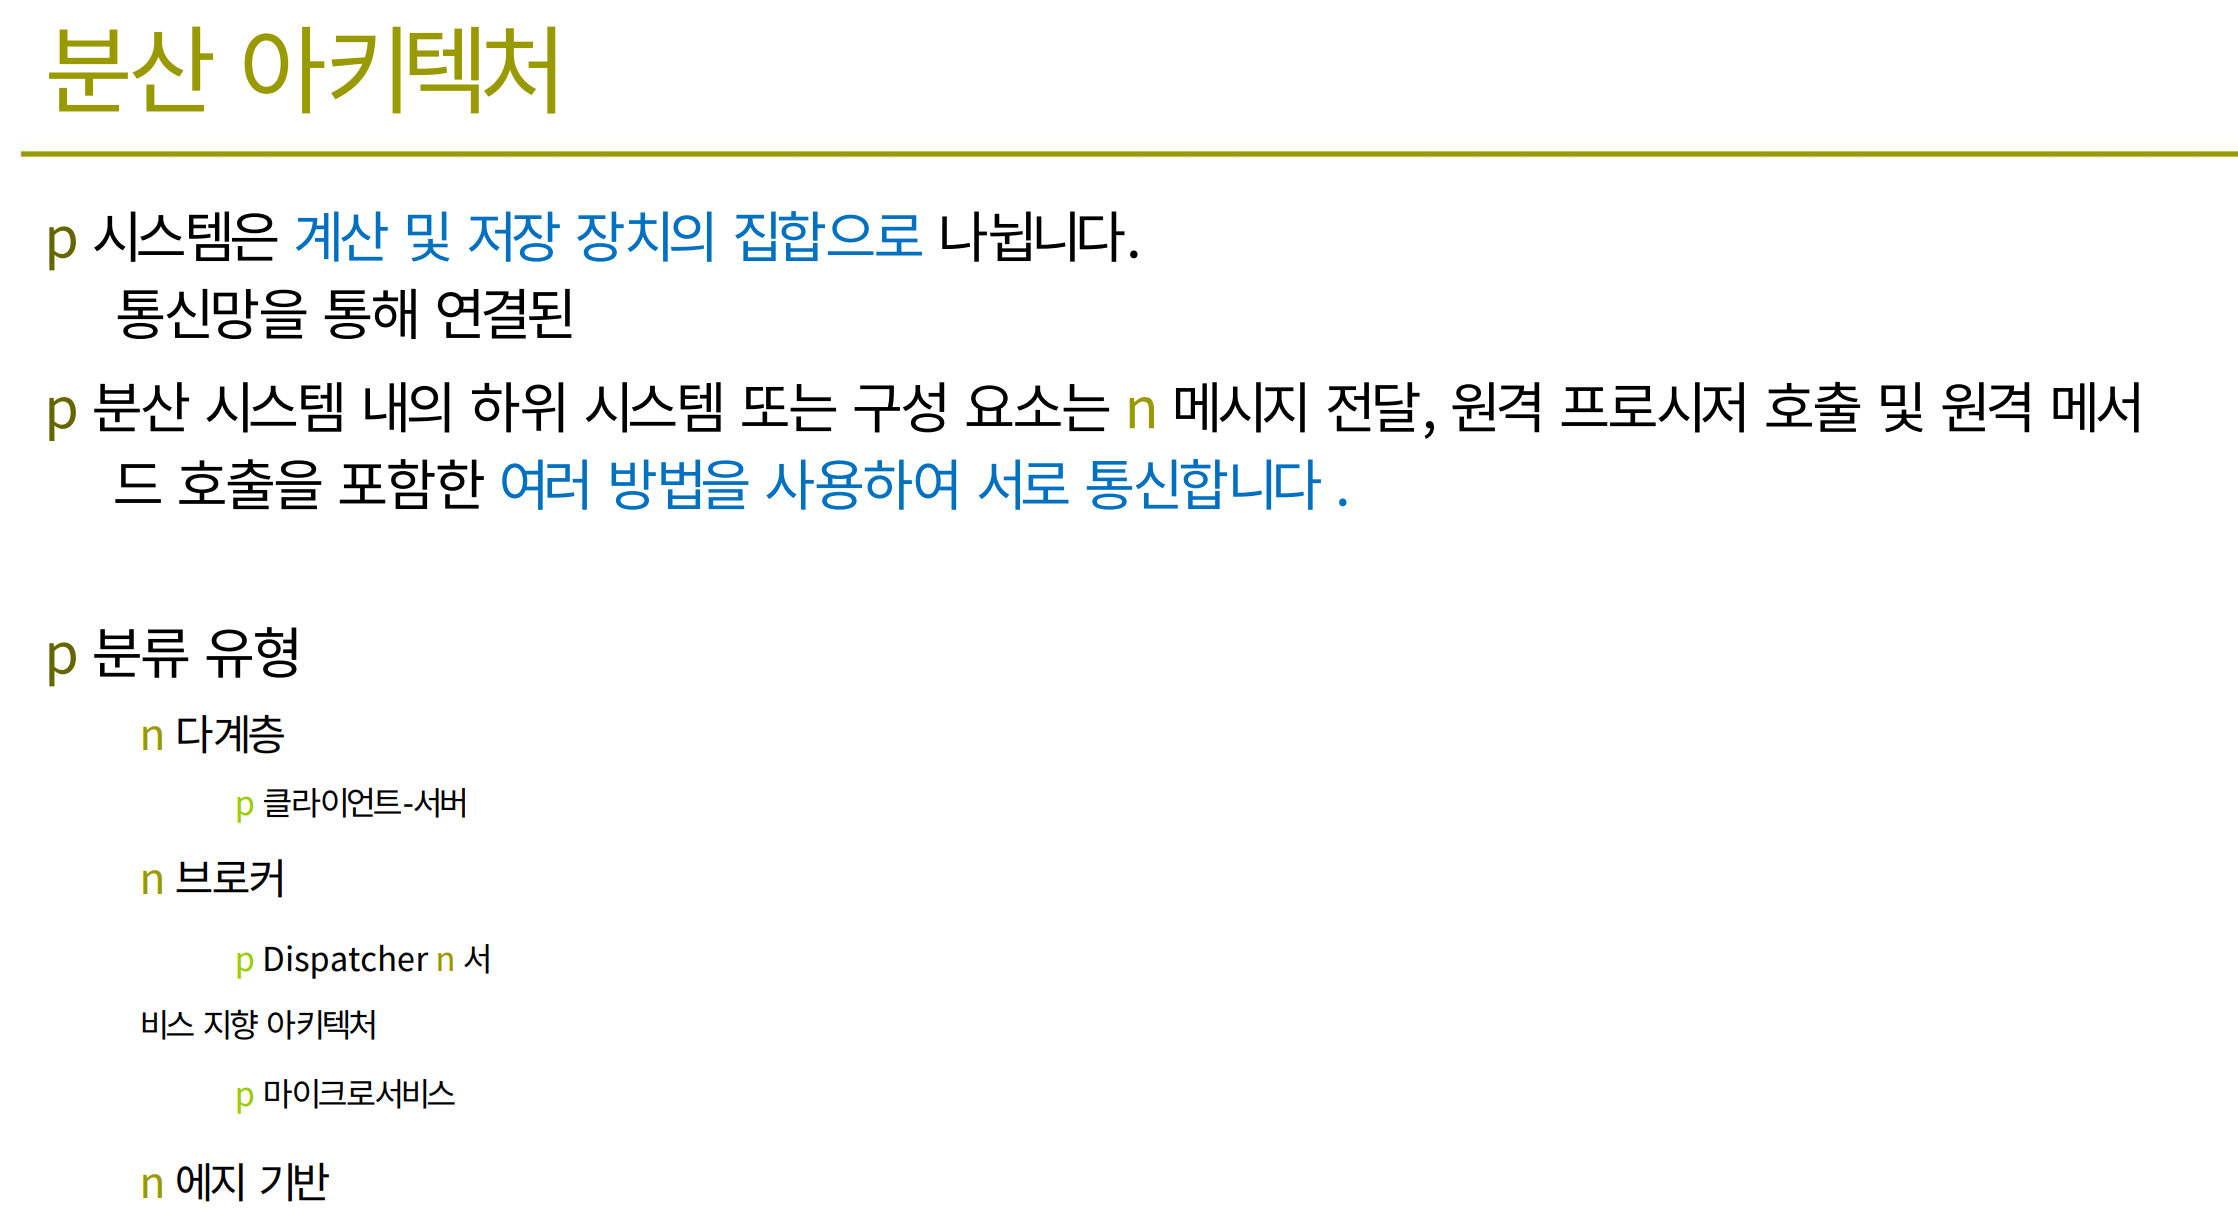 분산 아키텍처
p 시스템은 계산 및 저장 장치의 집합으로 나뉩니다.
통신망을 통해 연결된
p 분산 시스템 내의 하위 시스템 또는 구성 요소는 n 메시지 전달, 원격 프로시저 호출 및 원격 메서
드 호출을 포함한 여러 방법을 사용하여 서로 통신합니다 .
p 분류 유형
n 다계층
p 클라이언트-서버
n 브로커
p Dispatcher n 서
비스 지향 아키텍처
p 마이크로서비스
n 에지 기반